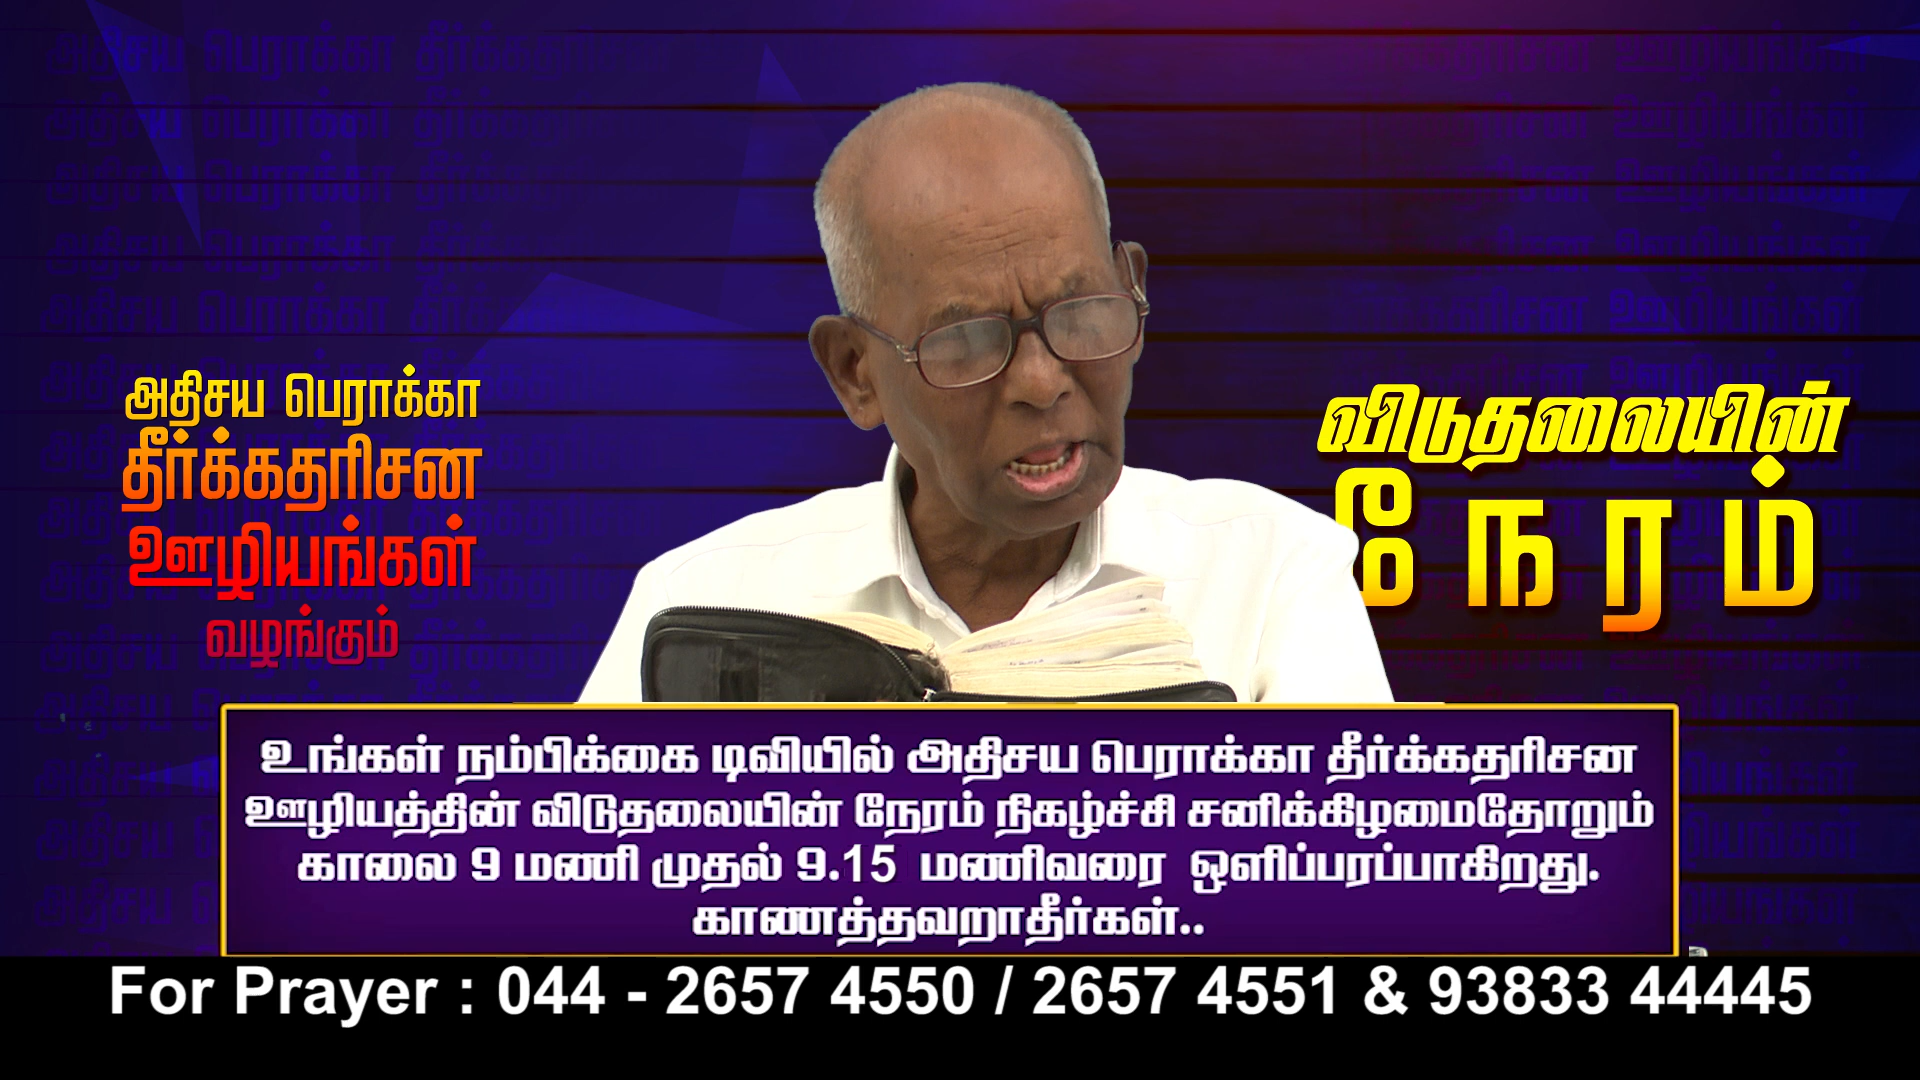 அதிசய பெராக்கா
தீர்க்கதரிசன
ஊழியங்கள்
வழங்கும்
விடுதலையின்
நேரம்
உங்கள் நம்பிக்கை டிவியில் அதிசய பெராக்கா தீர்க்கதரிசன
ஊழியத்தின் விடுதலையின் நேரம் நிகழ்ச்சி சனிக்கிழமைதோறும்
காலை 9 மணி முதல் 9.15 மணிவரை ஒளிப்பரப்பாகிறது.
காணத்தவறாதீர்கள்..
For Prayer : 044 - 2657 4550 / 2657 4551 & 93833 44445